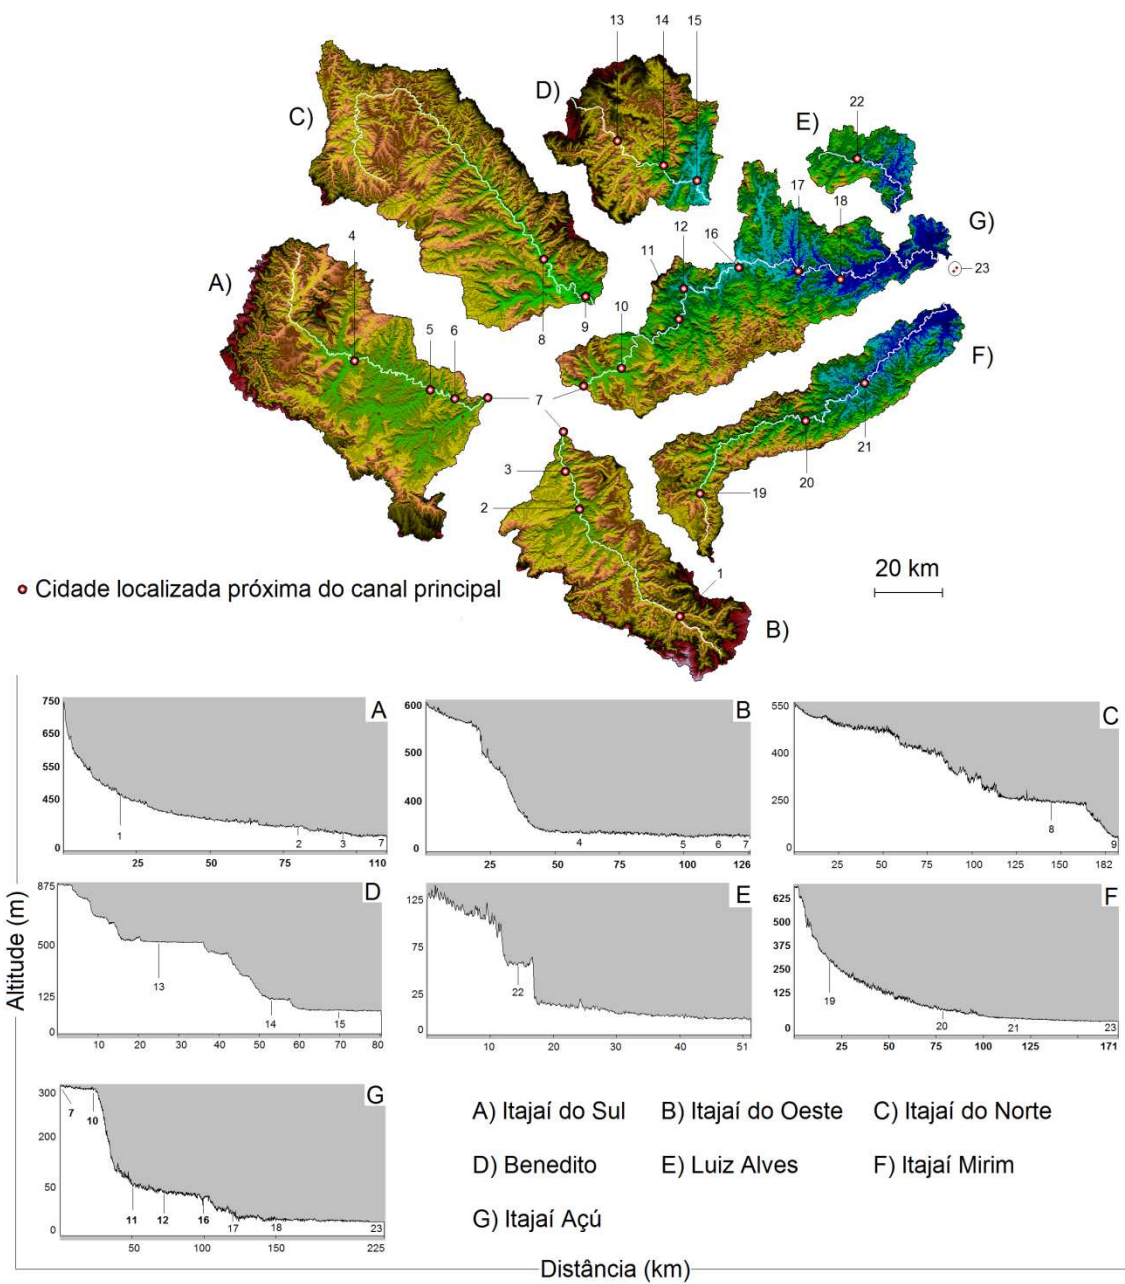 13 14 15
C) D) E) 22
12 16 17 18 G)
11 23
4 A)
5 6 8 9 10
7 F)
3 21
20
2 19
20 km
Cidade localizada próxima do canal principal
1
B)
Altitude (m)
A
750
650
550
450
0
1 2 3 7
25 50 75 110
B
600
500
400
0
4 5 6 7
25 50 75 100 126
C
550
400
250
0
8 9
25 50 75 100 125 150 182
D
875
500
125
0
13 14 15
10 20 30 40 50 60 70 80
E
125
75
25
0
22
10 20 30 40 51
F
625
500
375
250
125
0
19 20 21 23
25 50 75 100 125 171
G
300
200
50
0
7 10 11 12 16 17 18 23
50 100 150 225
A) Itajaí do Sul B) Itajaí do Oeste C) Itajaí do Norte
D) Benedito E) Luiz Alves F) Itajaí Mirim
G) Itajaí Açú
Distância (km)